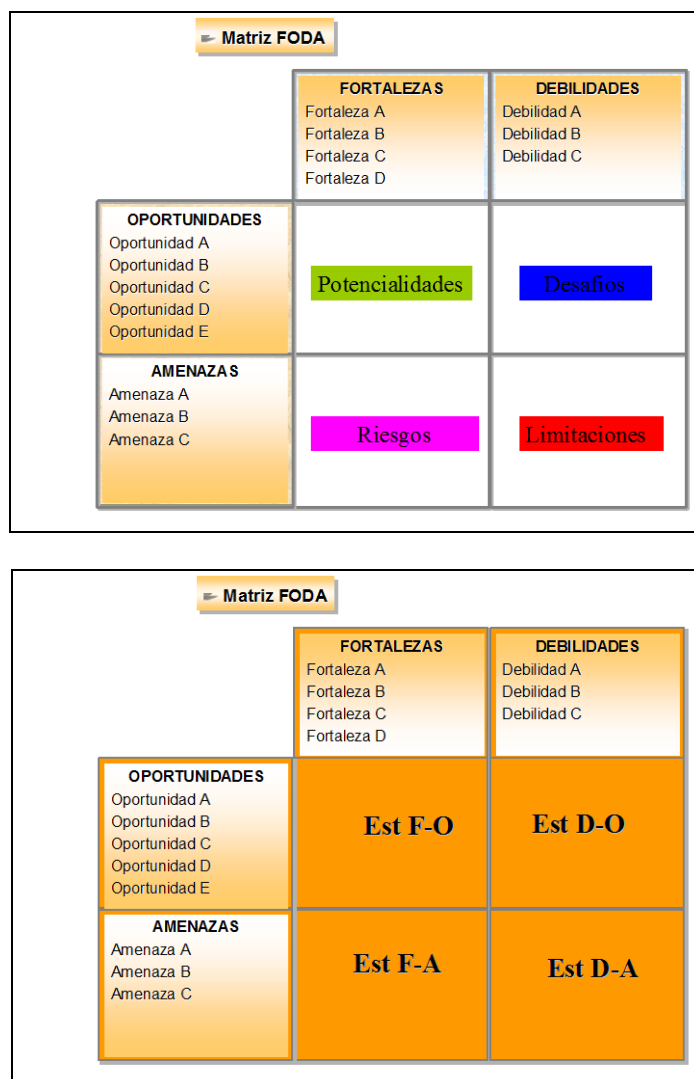 Matriz FODA
FORTALEZAS
Fortaleza A
Fortaleza B
Fortaleza C
Fortaleza D
DEBILIDADES
Debilidad A
Debilidad B
Debilidad C
OPORTUNIDADES
Oportunidad A
Oportunidad B
Oportunidad C
Oportunidad D
Oportunidad E
Potencialidades
Desafios
AMENAZAS
Amenaza A
Amenaza B
Amenaza C
Riesgos
Limitaciones
Matriz FODA
FORTALEZAS
Fortaleza A
Fortaleza B
Fortaleza C
Fortaleza D
DEBILIDADES
Debilidad A
Debilidad B
Debilidad C
OPORTUNIDADES
Oportunidad A
Oportunidad B
Oportunidad C
Oportunidad D
Oportunidad E
Est F-O
Est D-O
AMENAZAS
Amenaza A
Amenaza B
Amenaza C
Est F-A
Est D-A